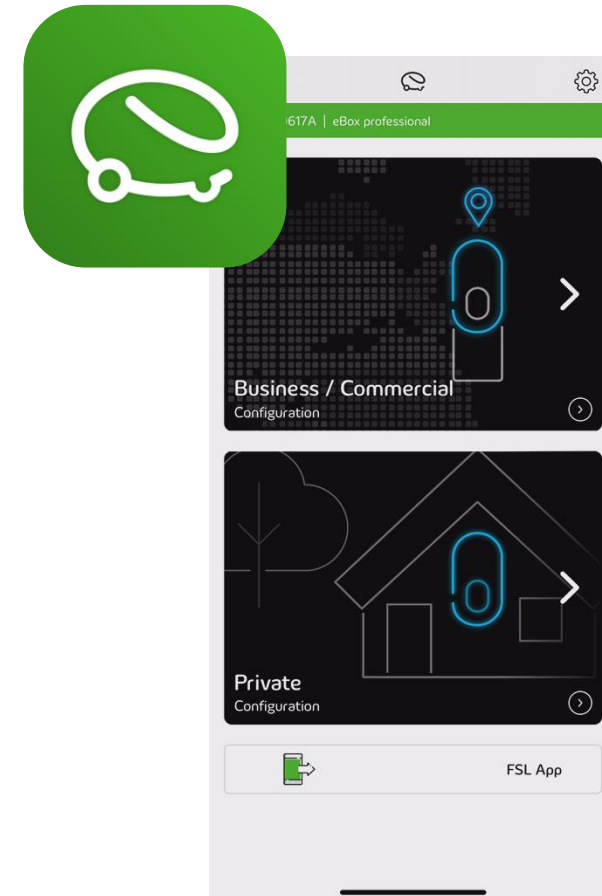 617A | eBox professional
Business / Commercial
Configuration
Private
Configuration
FSL App